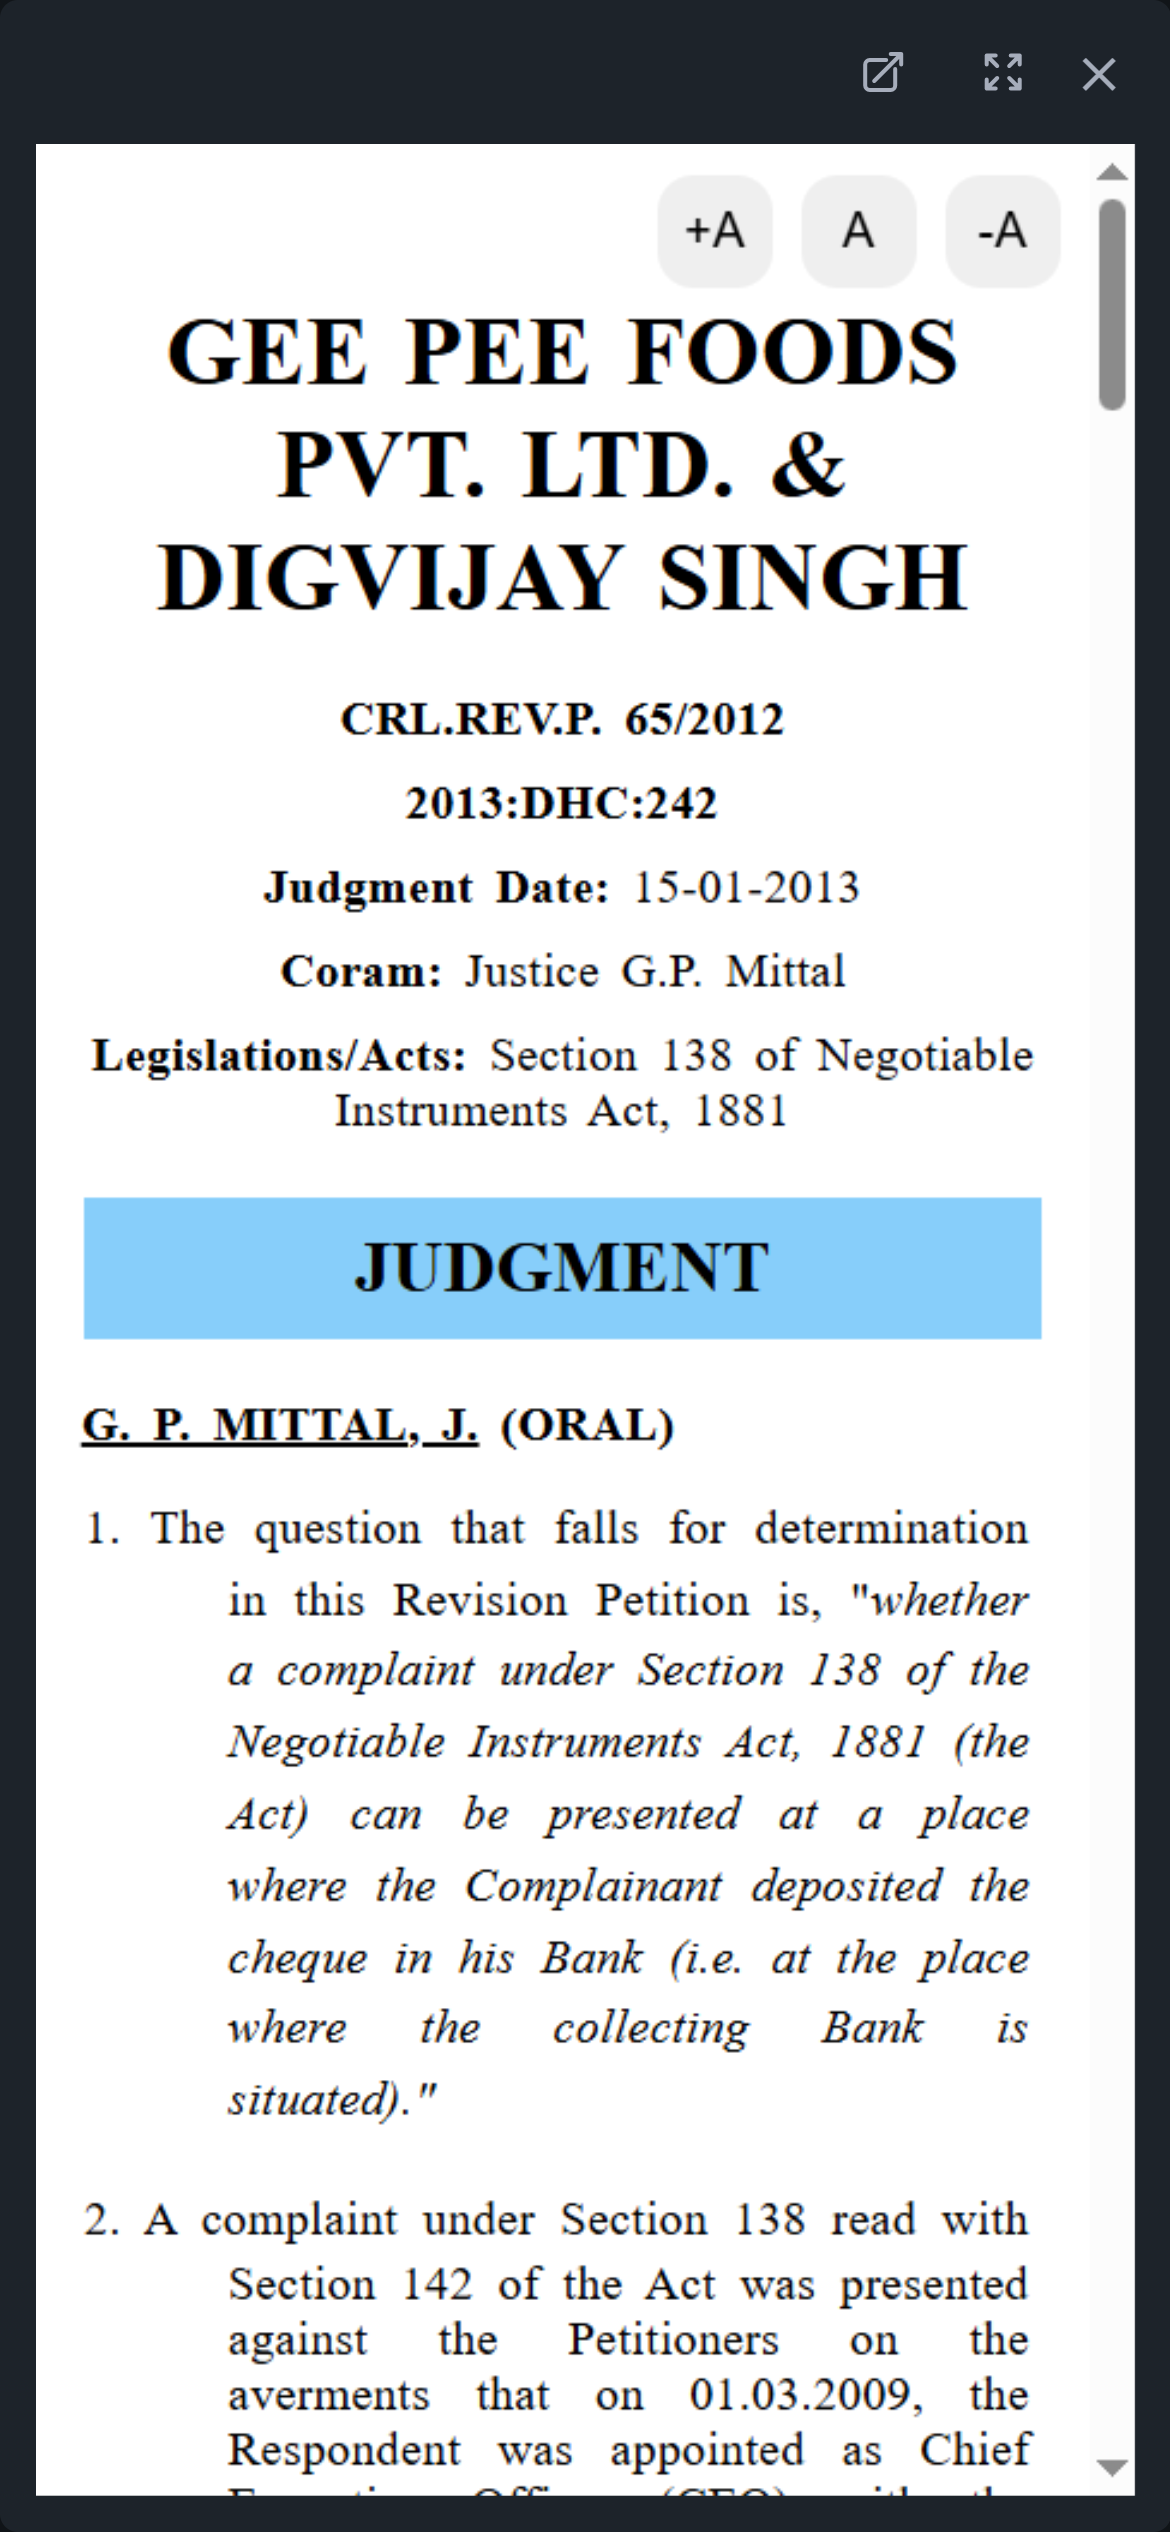 +A A -A
GEE PEE FOODS
PVT. LTD. &
DIGVIJAY SINGH
CRL.REV.P. 65/2012
2013:DHC:242
Judgment Date: 15-01-2013
Coram: Justice G.P. Mittal
Legislations/Acts: Section 138 of Negotiable
Instruments Act, 1881
JUDGMENT
G. P. MITTAL, J. (ORAL)
1. The question that falls for determination
in this Revision Petition is, "whether
a complaint under Section 138 of the
Negotiable Instruments Act, 1881 (the
Act) can be presented at a place
where the Complainant deposited the
cheque in his Bank (i.e. at the place
where the collecting Bank is
situated)."
2. A complaint under Section 138 read with
Section 142 of the Act was presented
against the Petitioners on the
averments that on 01.03.2009, the
Respondent was appointed as Chief